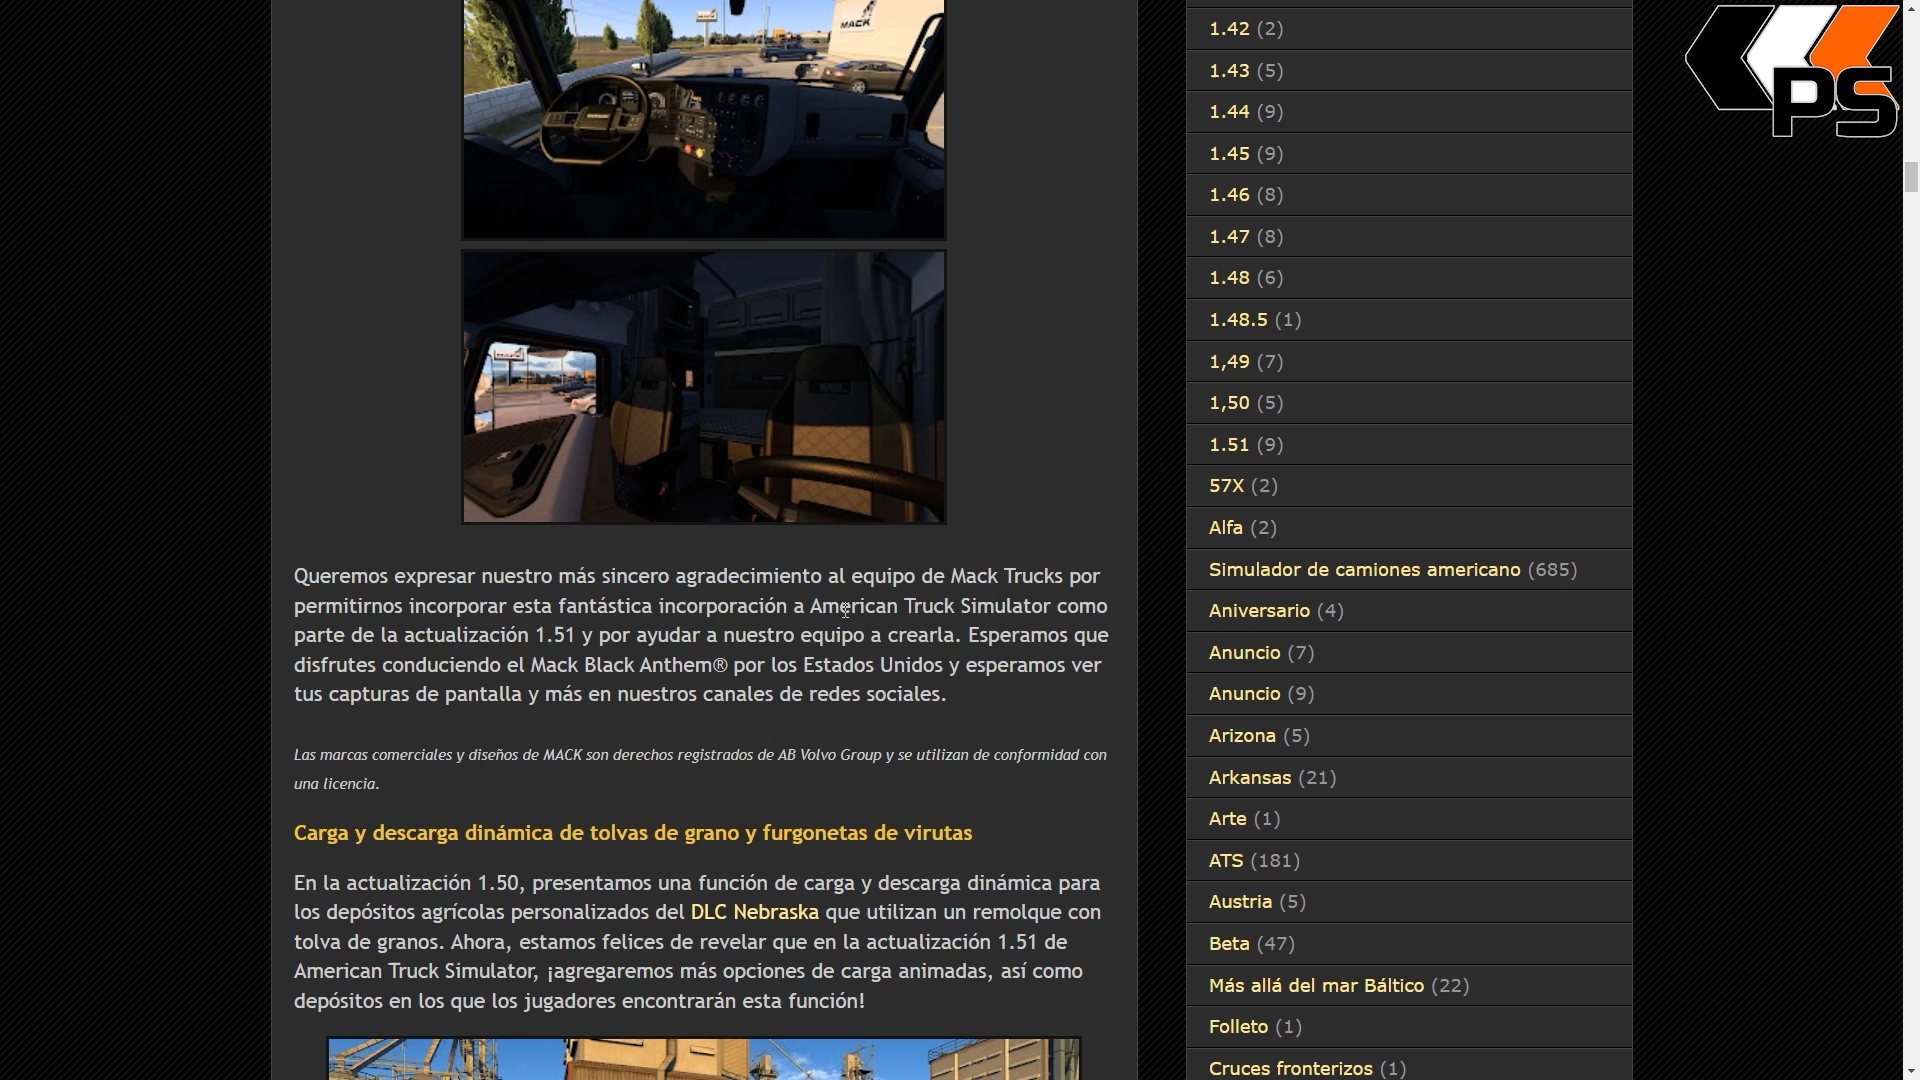 MACK
Queremos expresar nuestro más sincero agradecimiento al equipo de Mack Trucks por
permitirnos incorporar esta fantástica incorporación a American Truck Simulator como
parte de la actualización 1.51 y por ayudar a nuestro equipo a crearla. Esperamos que
disfrutes conduciendo el Mack Black Anthem® por los Estados Unidos y esperamos ver
tus capturas de pantalla y más en nuestros canales de redes sociales.
Las marcas comerciales y diseños de MACK son derechos registrados de AB Volvo Group y se utilizan de conformidad con
una licencia.
Carga y descarga dinámica de tolvas de grano y furgonetas de virutas
En la actualización 1.50, presentamos una función de carga y descarga dinámica para
los depósitos agrícolas personalizados del DLC Nebraska que utilizan un remolque con
tolva de granos. Ahora, estamos felices de revelar que en la actualización 1.51 de
American Truck Simulator, ¡agregaremos más opciones de carga animadas, así como
depósitos en los que los jugadores encontrarán esta función!
1.42 (2)
1.43 (5)
1.44 (9)
1.45 (9)
1.46 (8)
1.47 (8)
1.48 (6)
1.48.5 (1)
1,49 (7)
1,50 (5)
1.51 (9)
57X (2)
Alfa (2)
Simulador de camiones americano (685)
Aniversario (4)
Anuncio (7)
Anuncio (9)
Arizona (5)
Arkansas (21)
Arte (1)
ATS (181)
Austria (5)
Beta (47)
Más allá del mar Báltico (22)
Folleto (1)
Cruces fronterizos (1)
PS